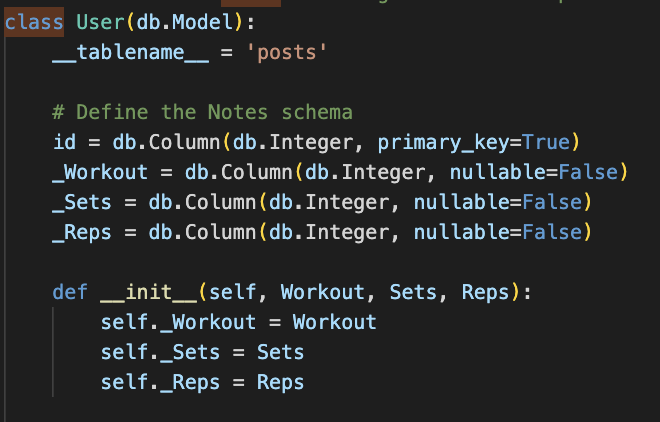 class User(db.Model):
__tablename__ = 'posts'
# Define the Notes schema
id = db.Column(db.Integer, primary_key=True)
_Workout = db.Column(db.Integer, nullable=False)
_Sets = db.Column(db.Integer, nullable=False)
_Reps = db.Column(db.Integer, nullable=False)
def __init__(self, Workout, Sets, Reps):
self._Workout = Workout
self._Sets = Sets
self._Reps = Reps